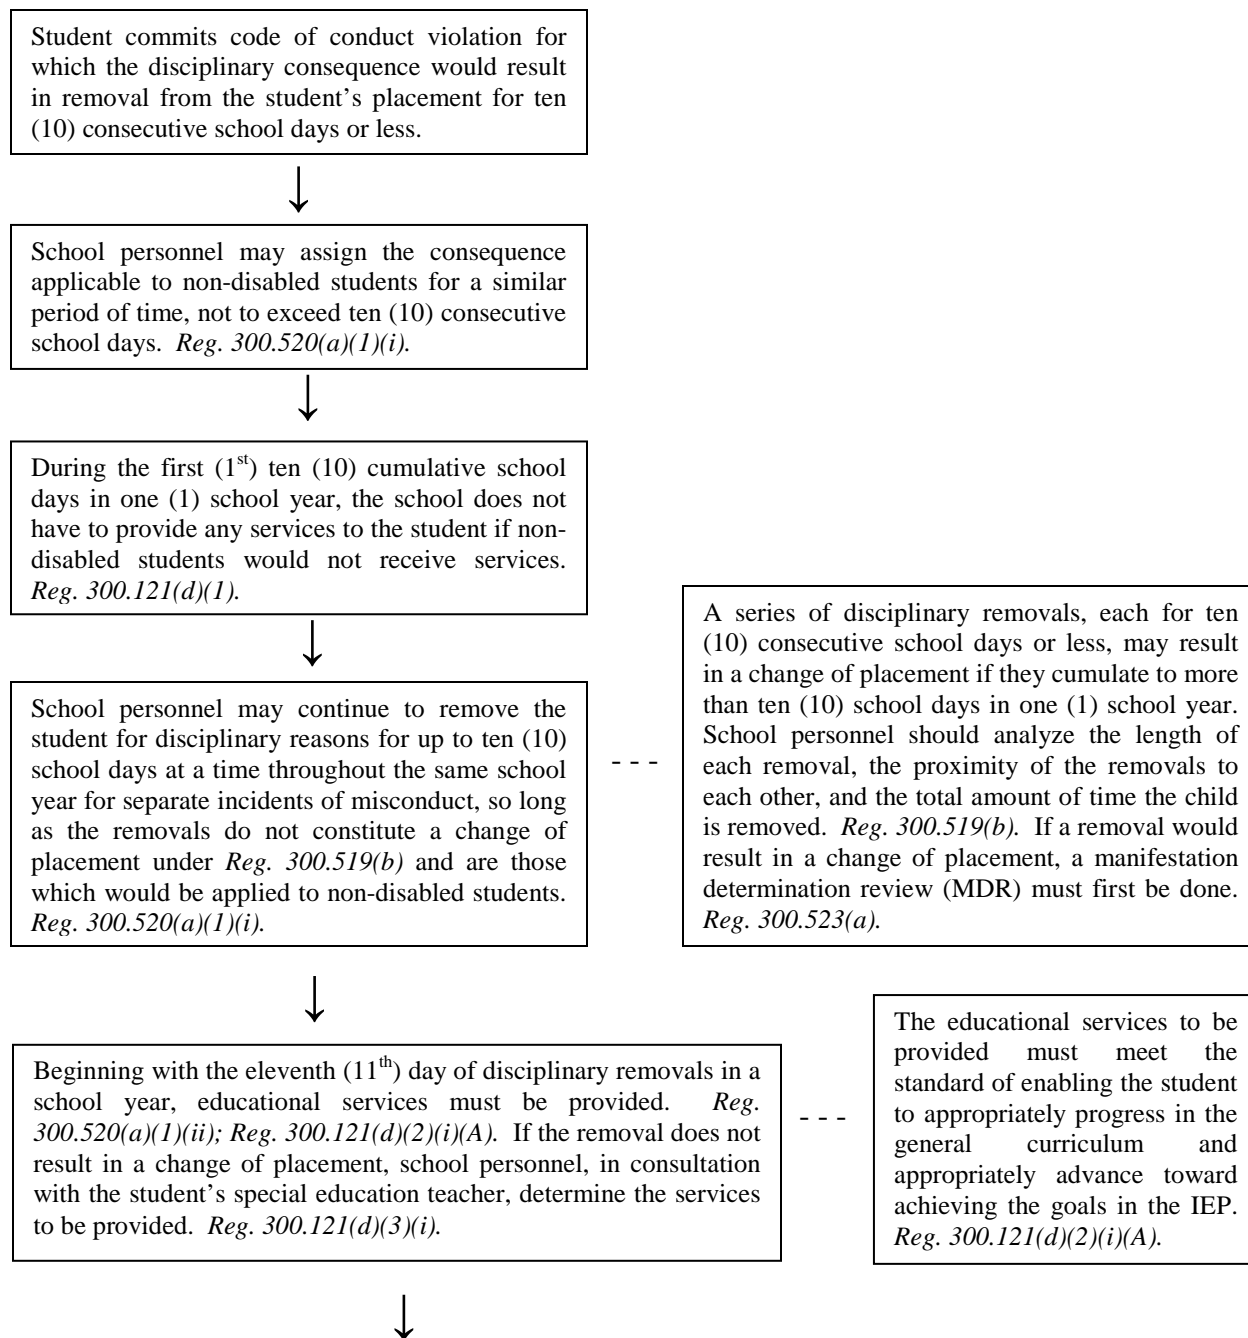 Student commits code of conduct violation for
which the disciplinary consequence would result
in removal from the student's placement for ten
(10) consecutive school days or less.
↓
School personnel may assign the consequence
applicable to non-disabled students for a similar
period of time, not to exceed ten (10) consecutive
school days. Reg. 300.520(a)(1)(i).
↓
During the first (1st) ten (10) cumulative school
days in one (1) school year, the school does not
have to provide any services to the student if non-
disabled students would not receive services.
Reg. 300.121(d)(1).
↓
School personnel may continue to remove the
student for disciplinary reasons for up to ten (10)
school days at a time throughout the same school
year for separate incidents of misconduct, so long
as the removals do not constitute a change of
placement under Reg. 300.519(b) and are those
which would be applied to non-disabled students.
Reg. 300.520(a)(1)(i).
- - -
A series of disciplinary removals, each for ten
(10) consecutive school days or less, may result
in a change of placement if they cumulate to more
than ten (10) school days in one (1) school year.
School personnel should analyze the length of
each removal, the proximity of the removals to
each other, and the total amount of time the child
is removed. Reg. 300.519(b). If a removal would
result in a change of placement, a manifestation
determination review (MDR) must first be done.
Reg. 300.523(a).
↓
Beginning with the eleventh (11th) day of disciplinary removals in a
school year, educational services must be provided. Reg.
300.520(a)(1)(ii); Reg. 300.121(d)(2)(i)(A). If the removal does not
result in a change of placement, school personnel, in consultation
with the student's special education teacher, determine the services
to be provided. Reg. 300.121(d)(3)(i).
- - -
The educational services to be
provided must meet the
standard of enabling the student
to appropriately progress in the
general curriculum and
appropriately advance toward
achieving the goals in the IEP.
Reg. 300.121(d)(2)(i)(A).
↓